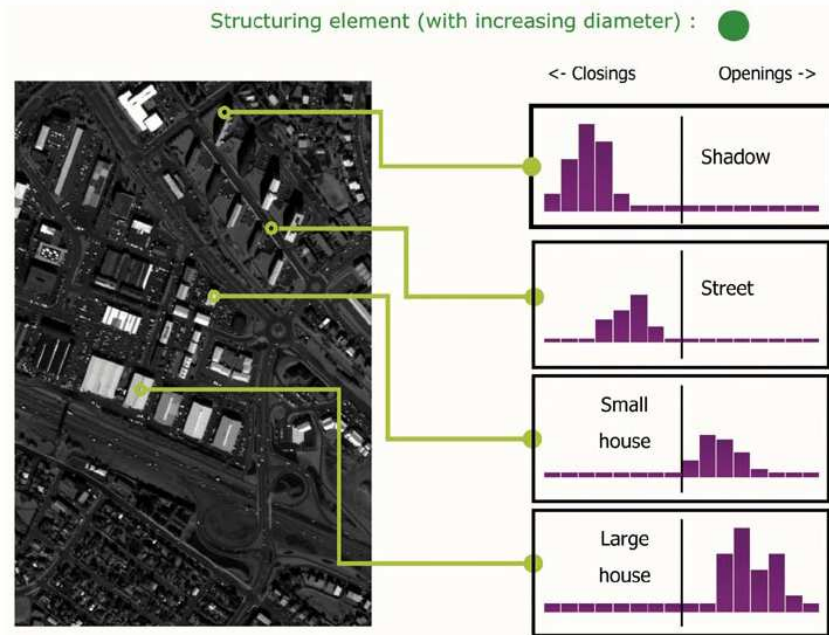 Structuring element (with increasing diameter) :
<- Closings Openings ->
Shadow
Street
Small
house
Large
house